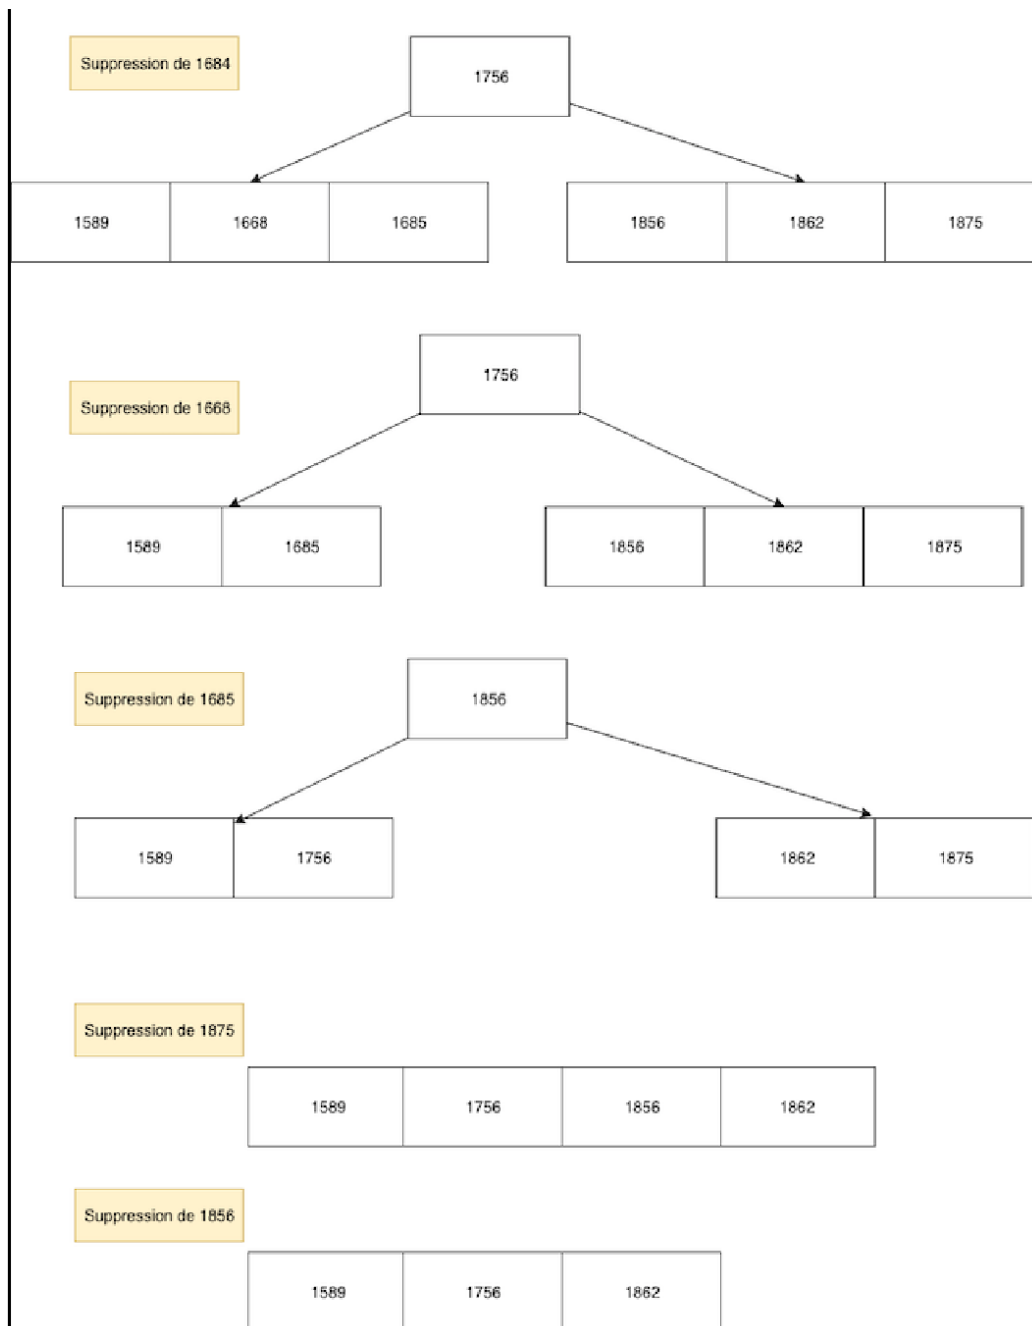 Suppression de 1684
1756
1589 1668 1685 1856 1862 1875
1756
Suppression de 1668
1589 1685 1856 1862 1875
Suppression de 1685
1856
1589 1756 1862 1875
Suppression de 1875
1589 1756 1856 1862
Suppression de 1856
1589 1756 1862